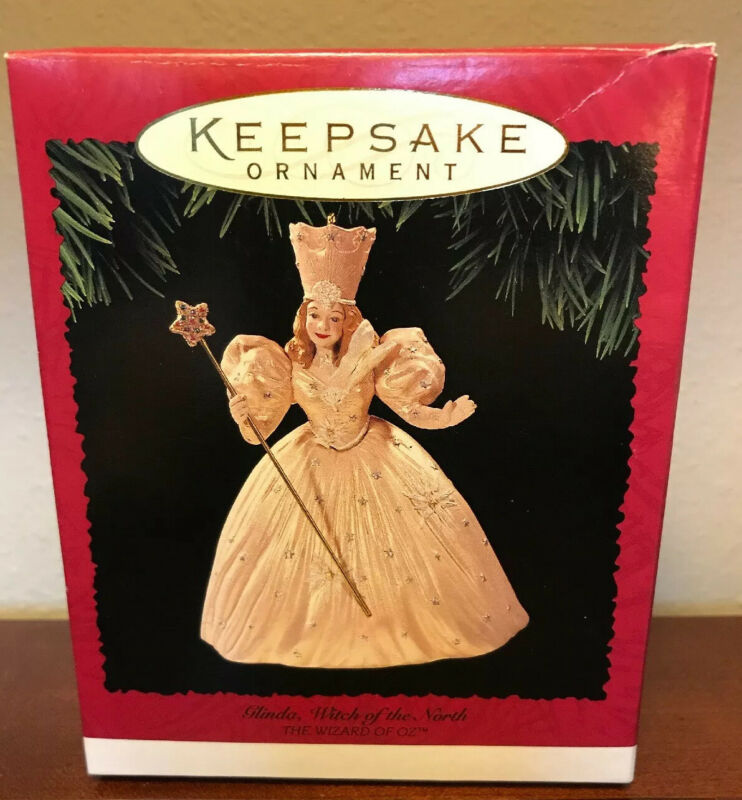 KEEPSAKE
ORNAMENT
Glinda, Witch of the North
THE WIZARD OF OZ™